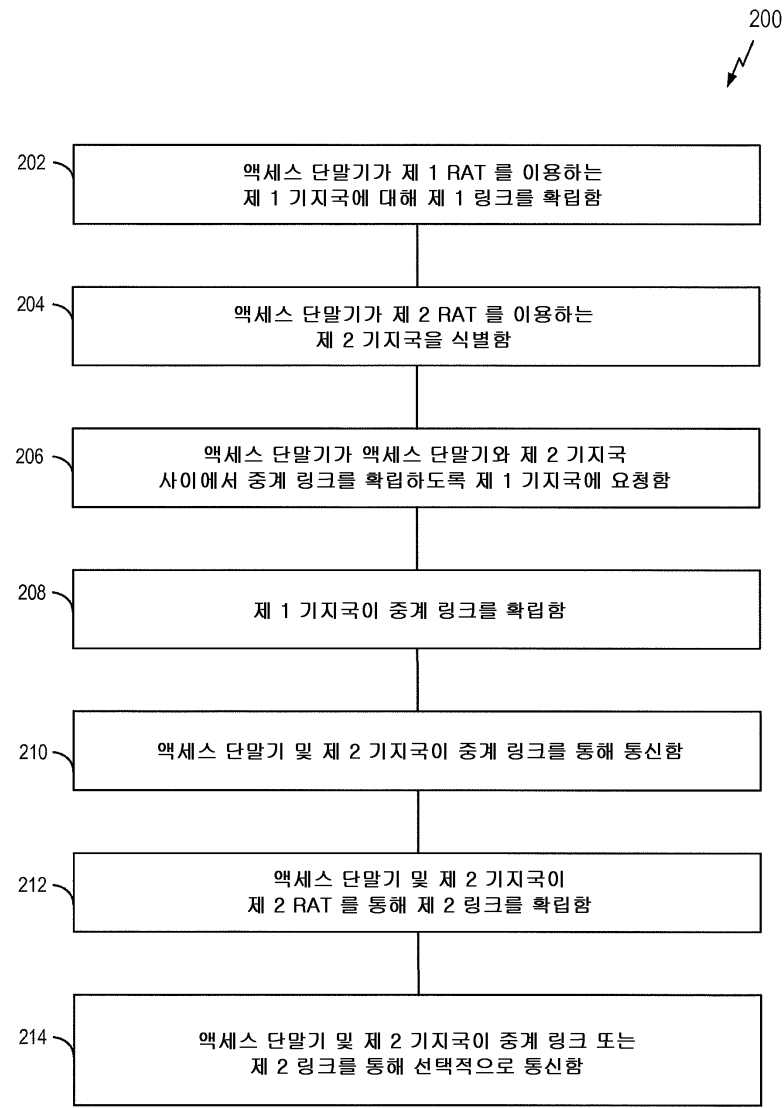 200
202
액세스 단말기가 제 1 RAT 를 이용하는
제 1 기지국에 대해 제 1 링크를 확립함
204
액세스 단말기가 제 2 RAT 를 이용하는
제 2 기지국을 식별함
206
액세스 단말기가 액세스 단말기와 제 2 기지국
사이에서 중계 링크를 확립하도록 제 1 기지국에 요청함
208
제 1 기지국이 중계 링크를 확립함
210
액세스 단말기 및 제 2 기지국이 중계 링크를 통해 통신함
212
액세스 단말기 및 제 2 기지국이
제 2 RAT 를 통해 제 2 링크를 확립함
214
액세스 단말기 및 제 2 기지국이 중계 링크 또는
제 2 링크를 통해 선택적으로 통신함